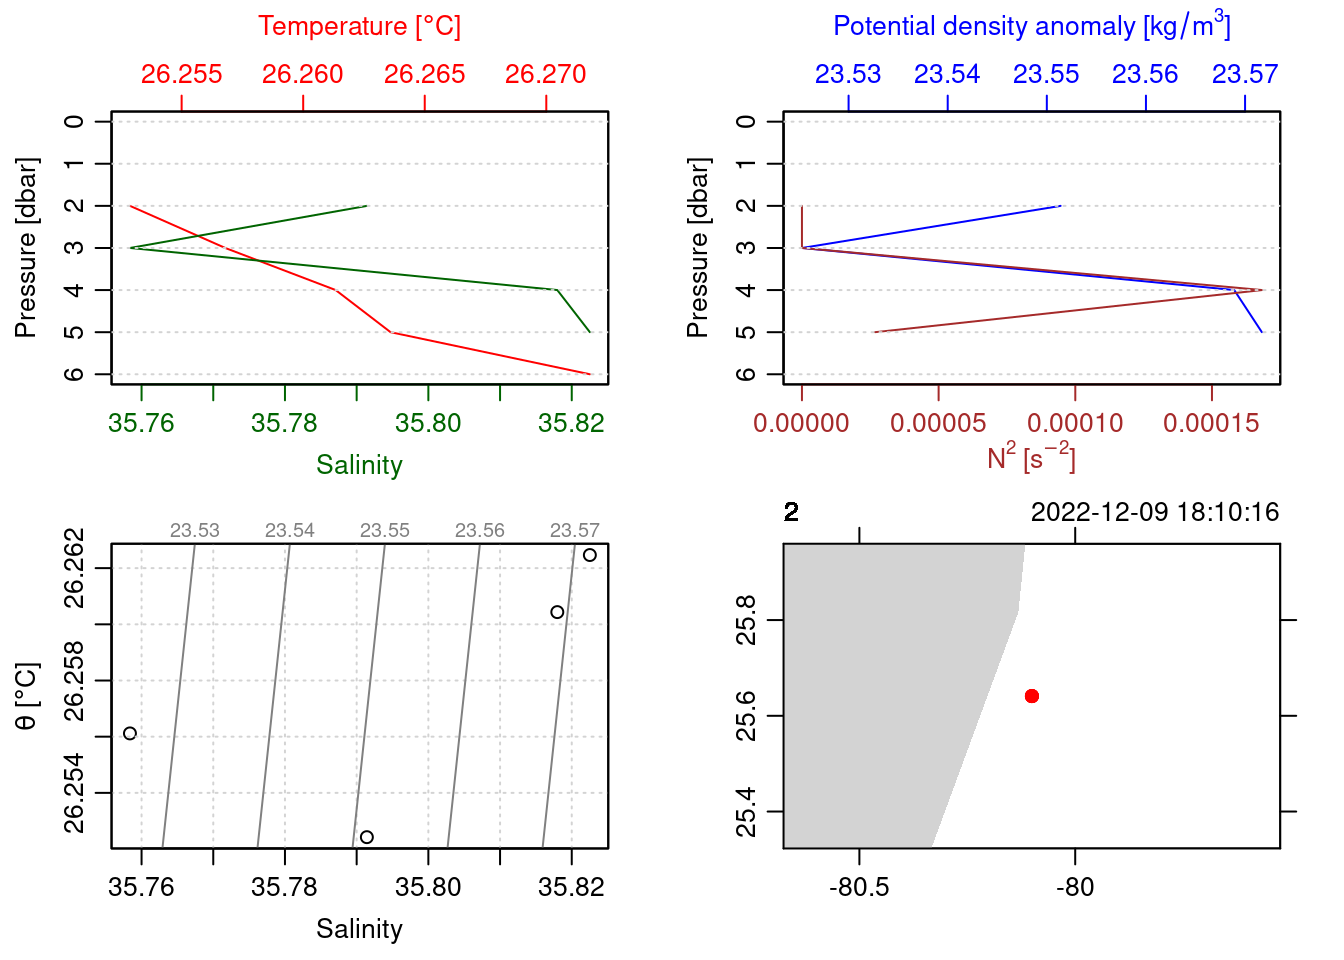 Temperature [°C]
26.255 26.260 26.265 26.270
Pressure [dbar]
0
1
2
3
4
5
6
35.76 35.78 35.80 35.82
Salinity
Potential density anomaly [kg/m³]
23.53 23.54 23.55 23.56 23.57
Pressure [dbar]
0
1
2
3
4
5
6
0.00000 0.00005 0.00010 0.00015
N² [s⁻²]
23.53 23.54 23.55 23.56 23.57
θ [°C]
26.262
26.258
26.254
35.76 35.78 35.80 35.82
Salinity
2 2022-12-09 18:10:16
25.8
25.6
25.4
-80.5 -80